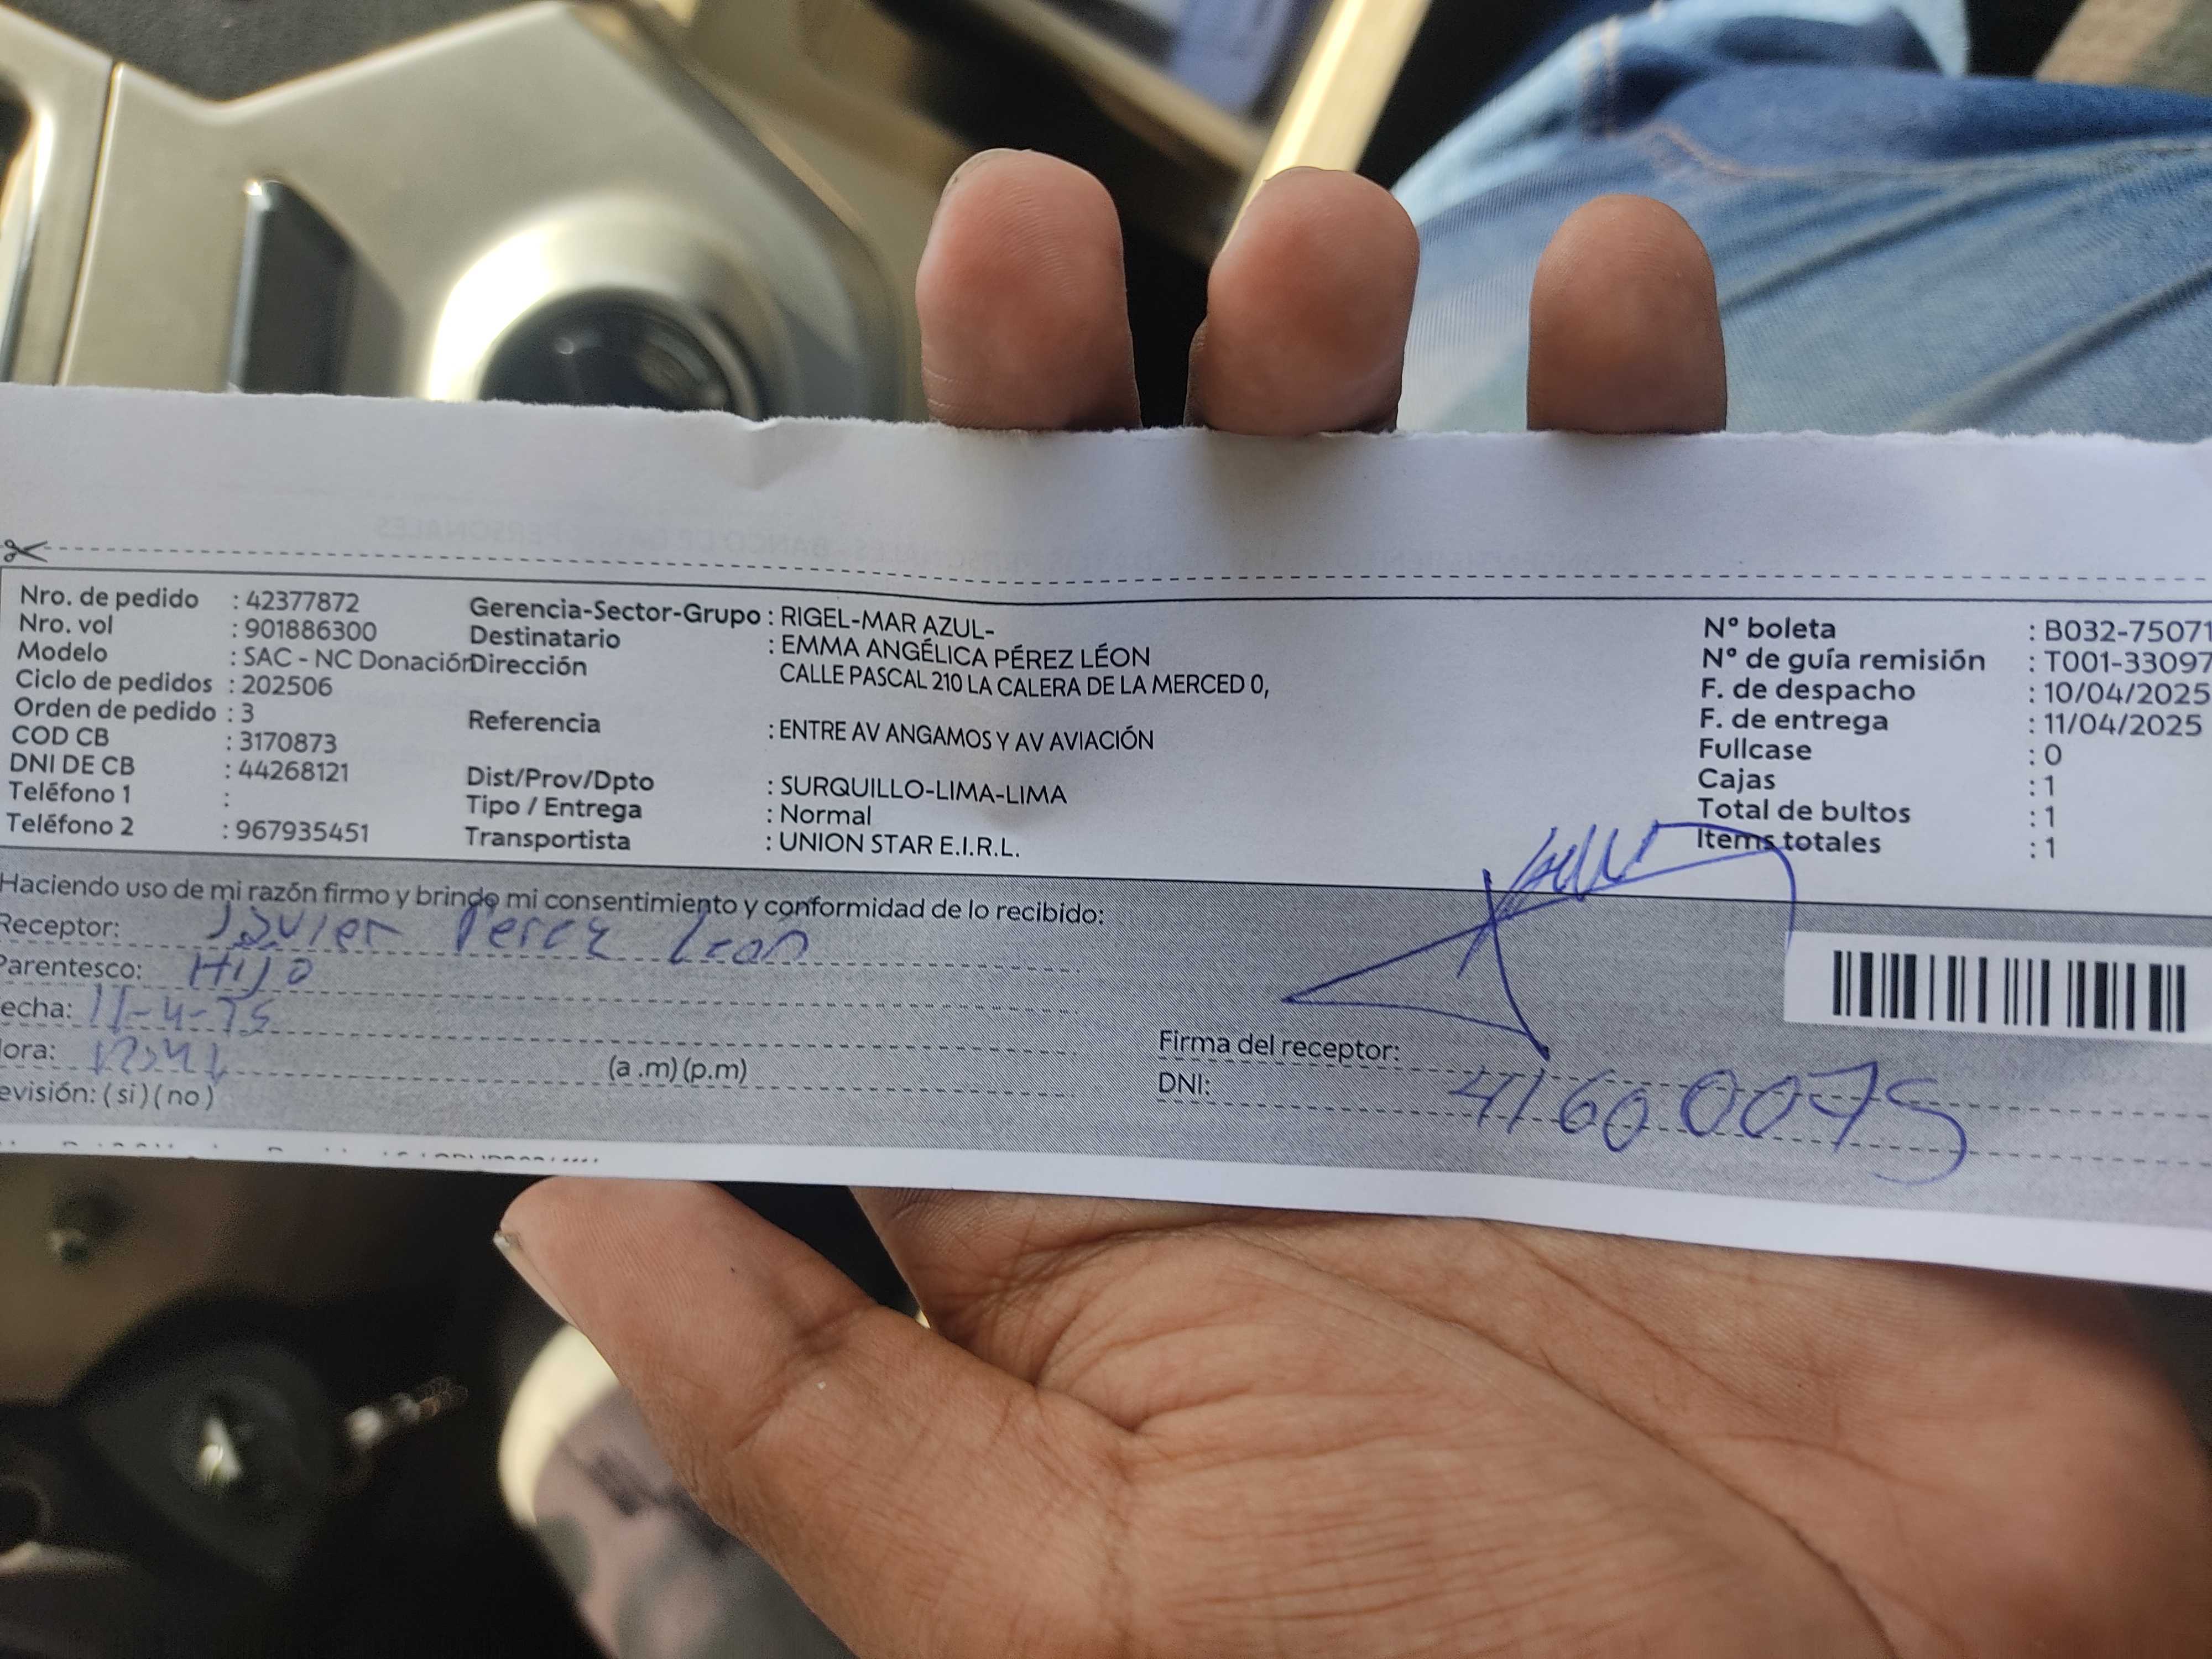 Nro. de pedido : 42377872
Nro. vol : 901886300
Modelo : SAC - NC Donación
Ciclo de pedidos : 202506
Orden de pedido : 3
COD CB : 3170873
DNI DE CB : 44268121
Teléfono 1 :
Teléfono 2 : 967935451
Gerencia-Sector-Grupo : RIGEL-MAR AZUL-
Destinatario : EMMA ANGÉLICA PÉREZ LÉON
Dirección CALLE PASCAL 210 LA CALERA DE LA MERCED 0,
Referencia : ENTRE AV ANGAMOS Y AV AVIACIÓN
Dist/Prov/Dpto : SURQUILLO-LIMA-LIMA
Tipo / Entrega : Normal
Transportista : UNION STAR E.I.R.L.
N° boleta : B032-75071
N° de guía remisión : T001-33097
F. de despacho : 10/04/2025
F. de entrega : 11/04/2025
Fullcase : 0
Cajas : 1
Total de bultos : 1
Items totales : 1
Haciendo uso de mi razón firmo y brindo mi consentimiento y conformidad de lo recibido:
Receptor: Javier Perez Leon
Parentesco: HIJO
echa: 11-4-25
ora: (a .m) (p.m)
evisión: ( si ) ( no )
Firma del receptor:
DNI: 41600075